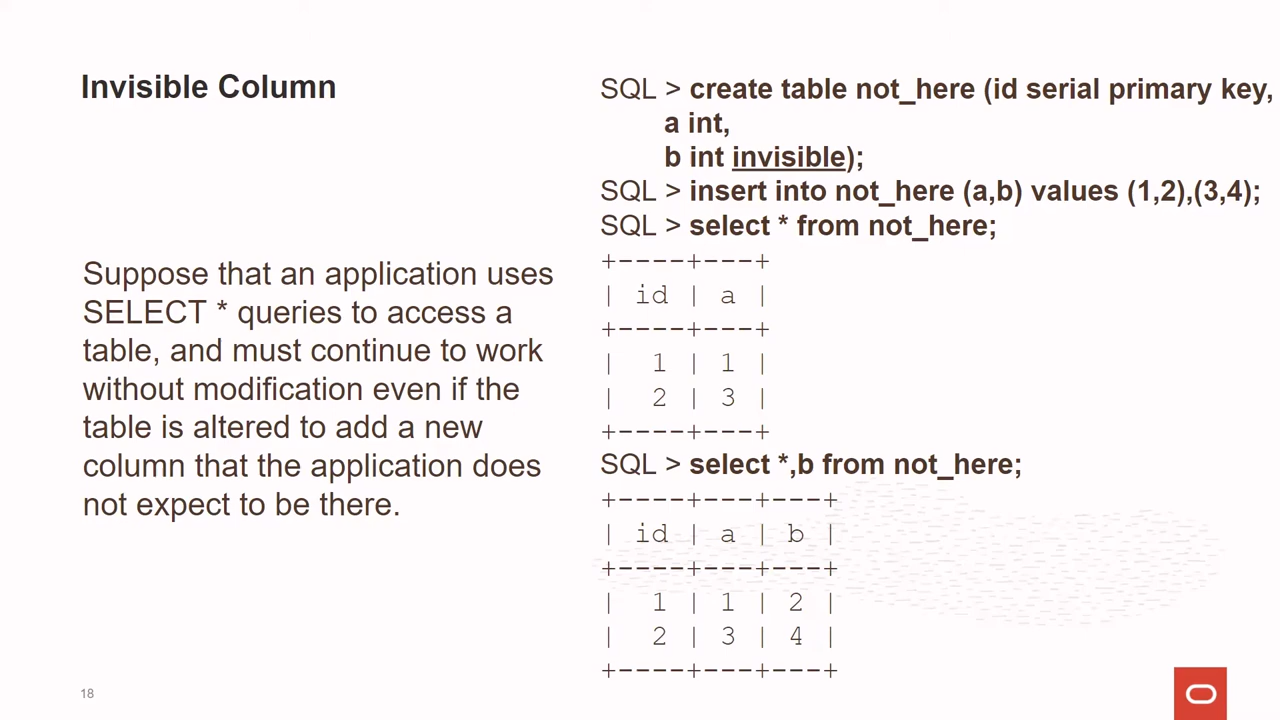 Invisible Column
Suppose that an application uses
SELECT * queries to access a
table, and must continue to work
without modification even if the
table is altered to add a new
column that the application does
not expect to be there.
SQL > create table not_here (id serial primary key,
a int,
b int invisible);
SQL > insert into not_here (a,b) values (1,2),(3,4);
SQL > select * from not_here;
+----+---+
| id | a |
+----+---+
|  1 | 1 |
|  2 | 3 |
+----+---+
SQL > select *,b from not_here;
+----+---+---+
| id | a | b |
+----+---+---+
|  1 | 1 | 2 |
|  2 | 3 | 4 |
+----+---+---+
18